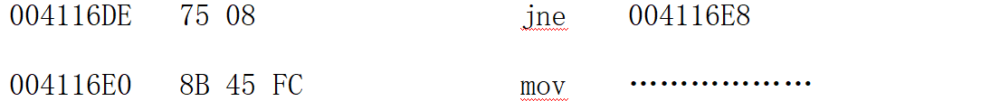 004116DE 75 08 jne 004116E8
004116E0 8B 45 FC mov ………………